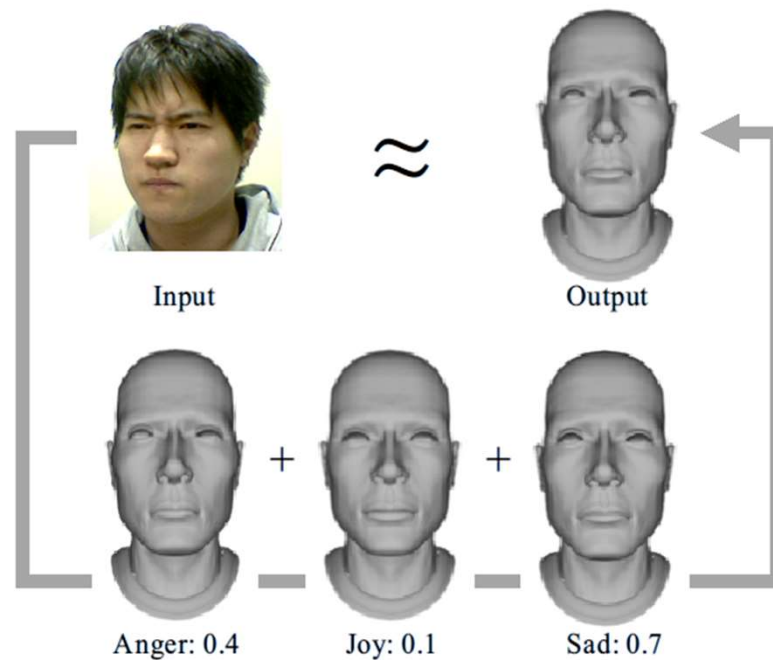 ≈
Input
Output
+
+
Anger: 0.4
Joy: 0.1
Sad: 0.7